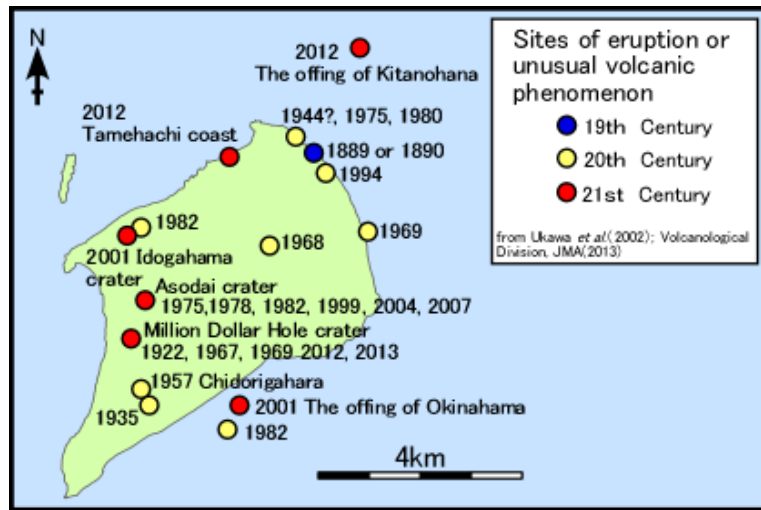 N
2012
The offing of Kitanohana
2012
Tamehachi coast
1944?, 1975, 1980
1889 or 1890
1994
1982
1968
1969
2001 Idogahama
crater
Asodai crater
1975,1978, 1982, 1999, 2004, 2007
Million Dollar Hole crater
1922, 1967, 1969 2012, 2013
1957 Chidorigahara
1935
2001 The offing of Okinahama
1982
4km
Sites of eruption or
unusual volcanic
phenomenon
19th Century
20th Century
21st Century
from Ukawa et al.(2002); Volcanological
Division, JMA(2013)